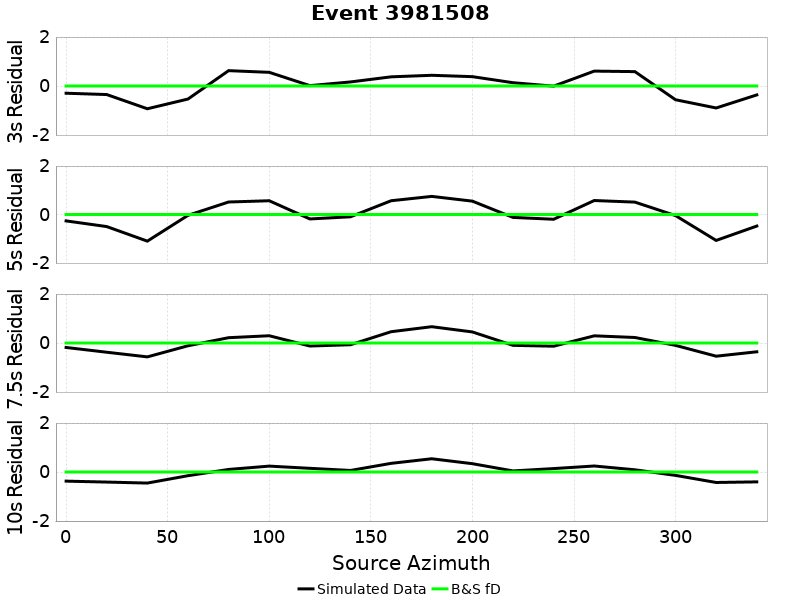 Event 3981508
3s Residual
2
0
-2
5s Residual
2
0
-2
7.5s Residual
2
0
-2
10s Residual
2
0
-2
0 50 100 150 200 250 300
Source Azimuth
Simulated Data B&S fD